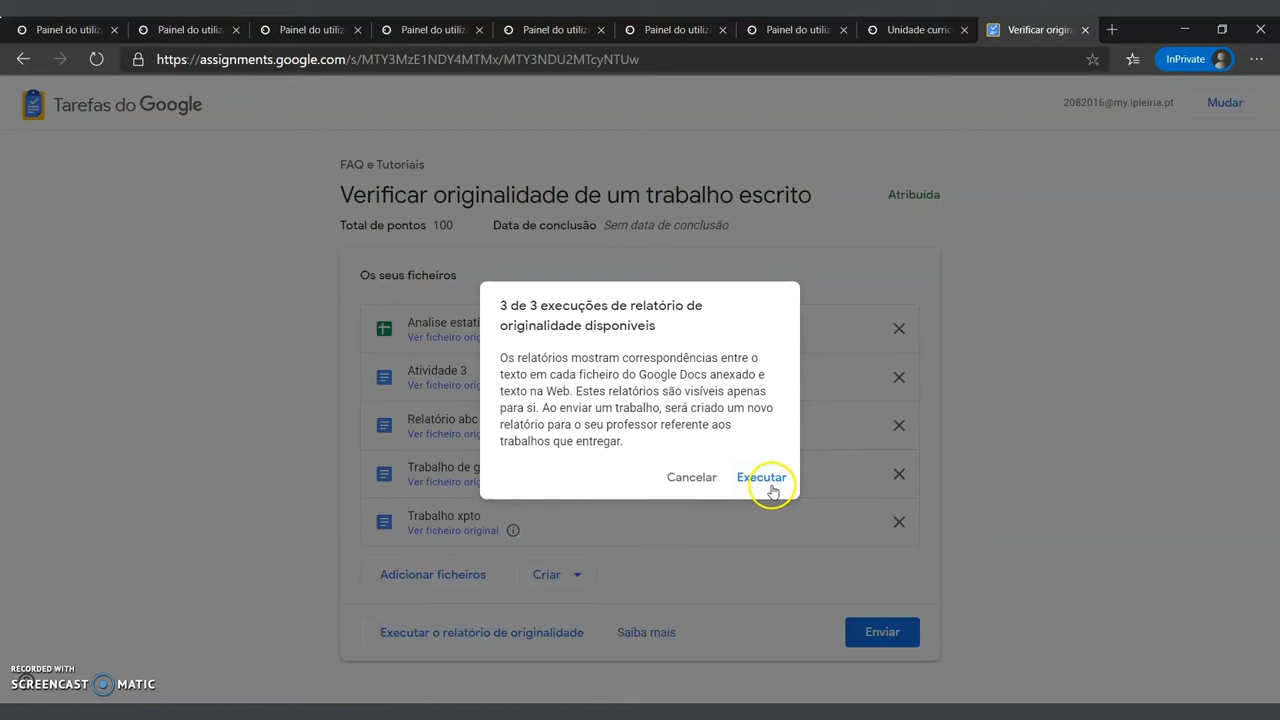 Painel do utiliz
Painel do utiliz
Painel do utiliz
Painel do utiliz
Painel do utiliz
Painel do utiliz
Painel do utiliz
Unidade curric
Verificar origin
https://assignments.google.com/s/MTY3MzE1NDY4MTMx/MTY3NDU2MTcyNTUw
InPrivate
Tarefas do Google
2082016@my.ipleiria.pt
Mudar
FAQ e Tutoriais
Verificar originalidade de um trabalho escrito
Atribuída
Total de pontos 100
Data de conclusão Sem data de conclusão
Os seus ficheiros
Analise estatí
Ver ficheiro orig
Atividade 3
Ver ficheiro orig
Relatório abc
Ver ficheiro orig
Trabalho de g
Ver ficheiro orig
Trabalho xpto
Ver ficheiro original
3 de 3 execuções de relatório de
originalidade disponíveis
Os relatórios mostram correspondências entre o
texto em cada ficheiro do Google Docs anexado e
texto na Web. Estes relatórios são visíveis apenas
para si. Ao enviar um trabalho, será criado um novo
relatório para o seu professor referente aos
trabalhos que entregar.
Cancelar
Executar
Adicionar ficheiros
Criar
Executar o relatório de originalidade
Saiba mais
Enviar
RECORDED WITH
SCREENCAST MATIC